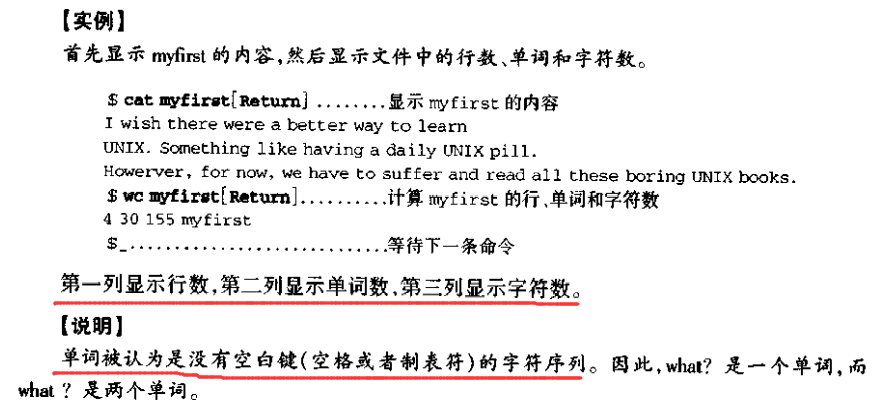 【实例】
首先显示 myfirst 的内容,然后显示文件中的行数、单词和字符数。
$ cat myfirst[Return] ........显示 myfirst 的内容
I wish there were a better way to learn
UNIX. Something like having a daily UNIX pill.
Howerver, for now, we have to suffer and read all these boring UNIX books.
$ wc myfirst[Return]..........计算 myfirst 的行、单词和字符数
4 30 155 myfirst
$_...........................等待下一条命令
第一列显示行数,第二列显示单词数,第三列显示字符数。
【说明】
单词被认为是没有空白键(空格或者制表符)的字符序列。因此,what? 是一个单词,而
what ? 是两个单词。